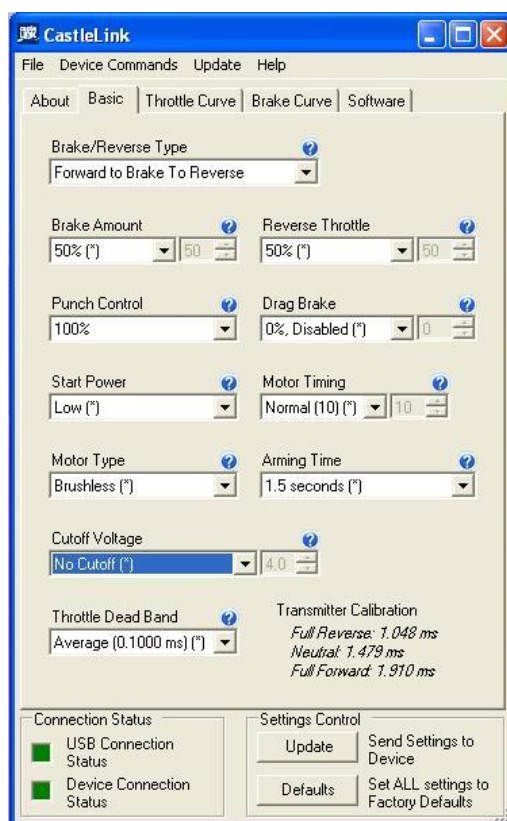 CastleLink
File Device Commands Update Help
About Basic Throttle Curve Brake Curve Software
Brake/Reverse Type
Forward to Brake To Reverse
Brake Amount Reverse Throttle
50% (*) 50 50% (*) 50
Punch Control Drag Brake
100% 0%, Disabled (*) 0
Start Power Motor Timing
Low (*) Normal (10) (*) 10
Motor Type Arming Time
Brushless (*) 1.5 seconds (*)
Cutoff Voltage
No Cutoff (*) 4.0
Throttle Dead Band Transmitter Calibration
Average (0.1000 ms) (*) Full Reverse: 1.048 ms
Neutral: 1.479 ms
Full Forward: 1.910 ms
Connection Status Settings Control
USB Connection Status Update Send Settings to Device
Device Connection Status Defaults Set ALL settings to Factory Defaults